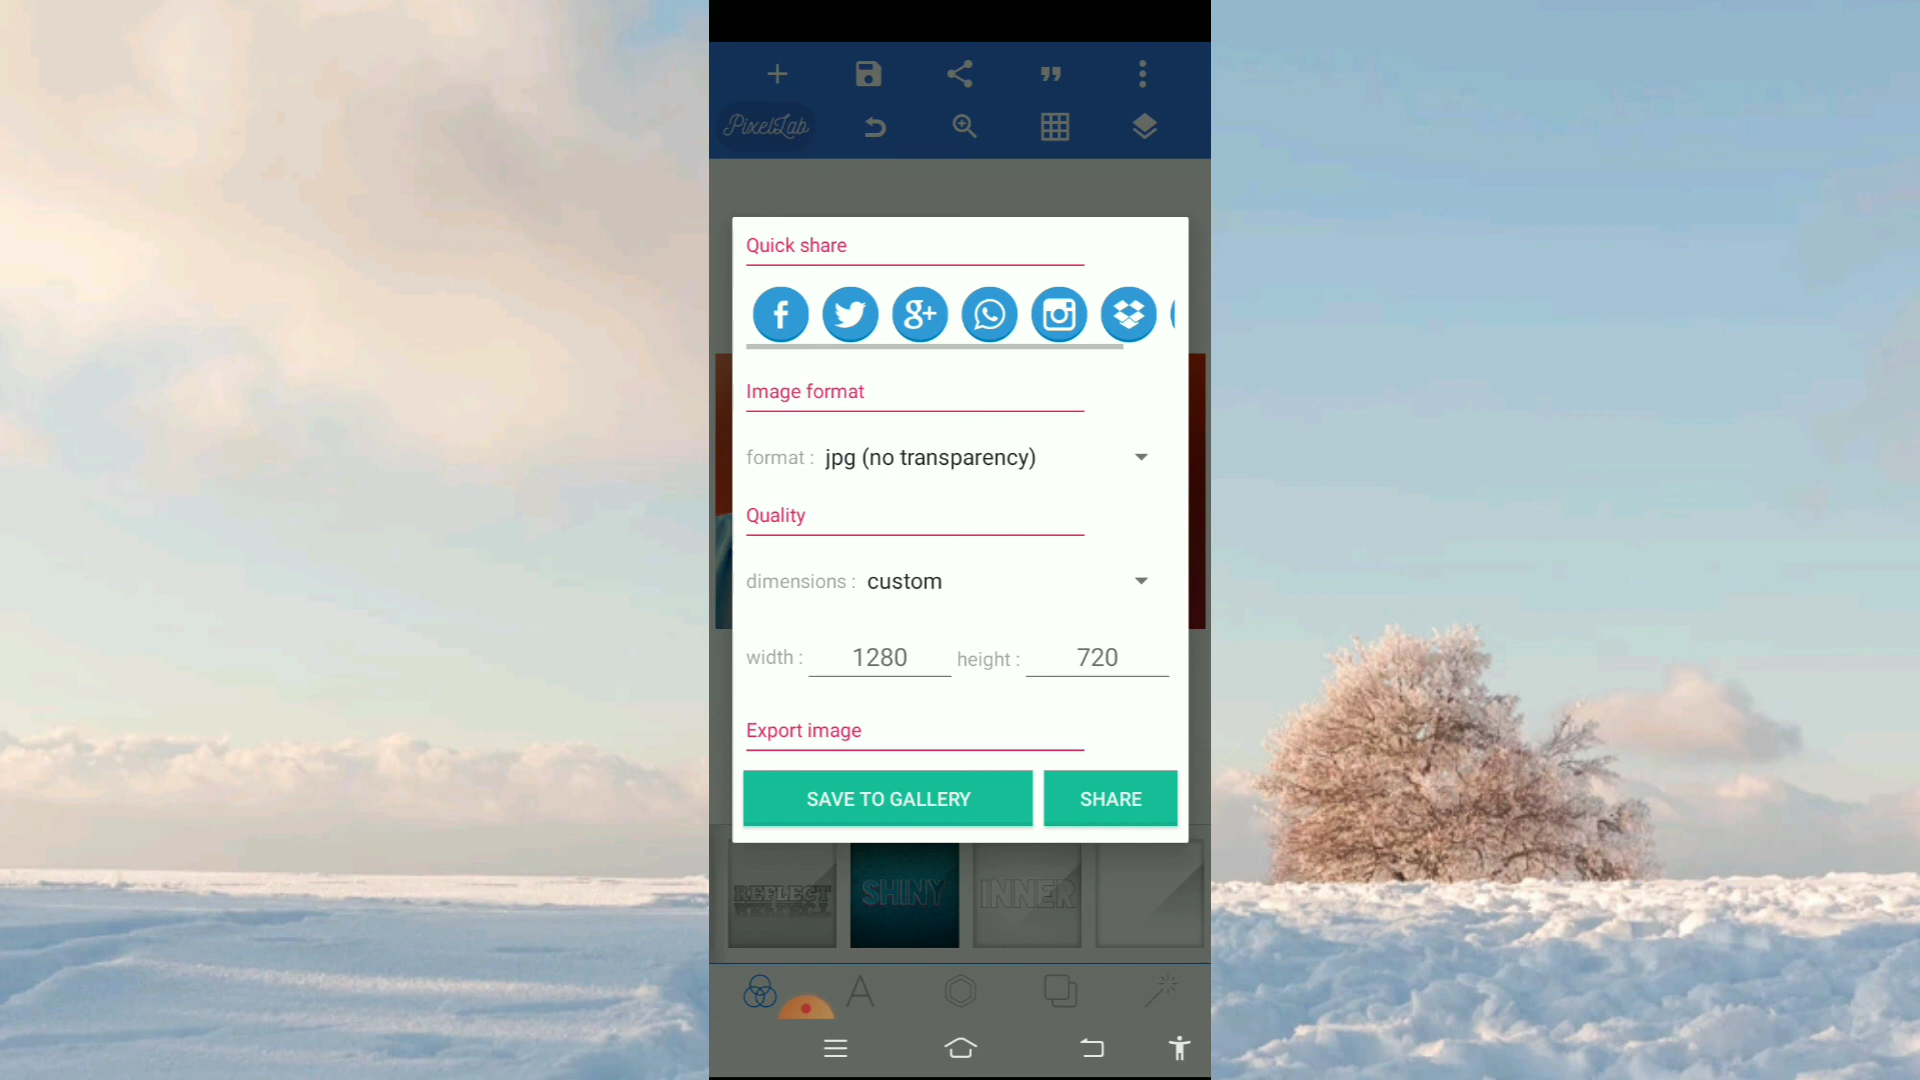 PixelLab
Quick share
Image format
format : jpg (no transparency)
Quality
dimensions : custom
width : 1280 height : 720
Export image
SAVE TO GALLERY SHARE
REFLECT SHINY INNER